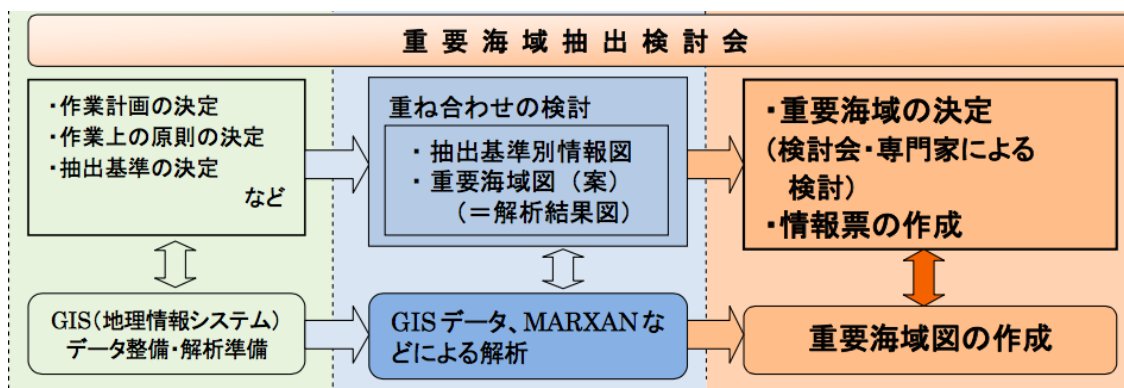 重要海域抽出検討会
・作業計画の決定
・作業上の原則の決定
・抽出基準の決定
など
重ね合わせの検討
・抽出基準別情報図
・重要海域図（案）
（＝解析結果図）
・重要海域の決定
（検討会・専門家による
検討）
・情報票の作成
GIS（地理情報システム）
データ整備・解析準備
GISデータ、MARXANな
どによる解析
重要海域図の作成